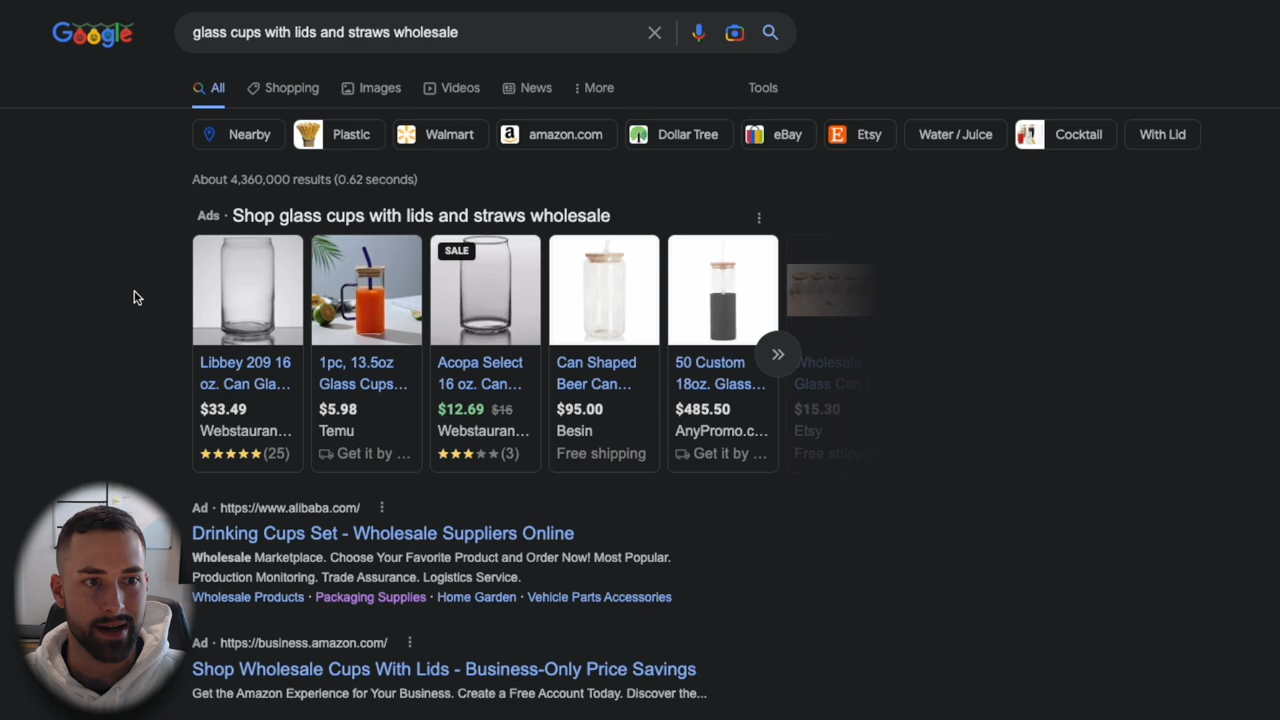 Google
glass cups with lids and straws wholesale
All
Shopping
Images
Videos
News
More
Tools
Nearby
Plastic
Walmart
amazon.com
Dollar Tree
eBay
Etsy
Water / Juice
Cocktail
With Lid
About 4,360,000 results (0.62 seconds)
Ads · Shop glass cups with lids and straws wholesale
Libbey 209 16
oz. Can Gla...
$33.49
Webstauran...
(25)
1pc, 13.5oz
Glass Cups...
$5.98
Temu
Get it by ...
SALE
Acopa Select
16 oz. Can...
$12.69 $16
Webstauran...
(3)
Can Shaped
Beer Can...
$95.00
Besin
Free shipping
50 Custom
18oz. Glass...
$485.50
AnyPromo.c...
Get it by ...
Wholesale
Glass Can
$15.30
Etsy
Free shipp
Ad · https://www.alibaba.com/
Drinking Cups Set - Wholesale Suppliers Online
Wholesale Marketplace. Choose Your Favorite Product and Order Now! Most Popular.
Production Monitoring. Trade Assurance. Logistics Service.
Wholesale Products · Packaging Supplies · Home Garden · Vehicle Parts Accessories
Ad · https://business.amazon.com/
Shop Wholesale Cups With Lids - Business-Only Price Savings
Get the Amazon Experience for Your Business. Create a Free Account Today. Discover the...